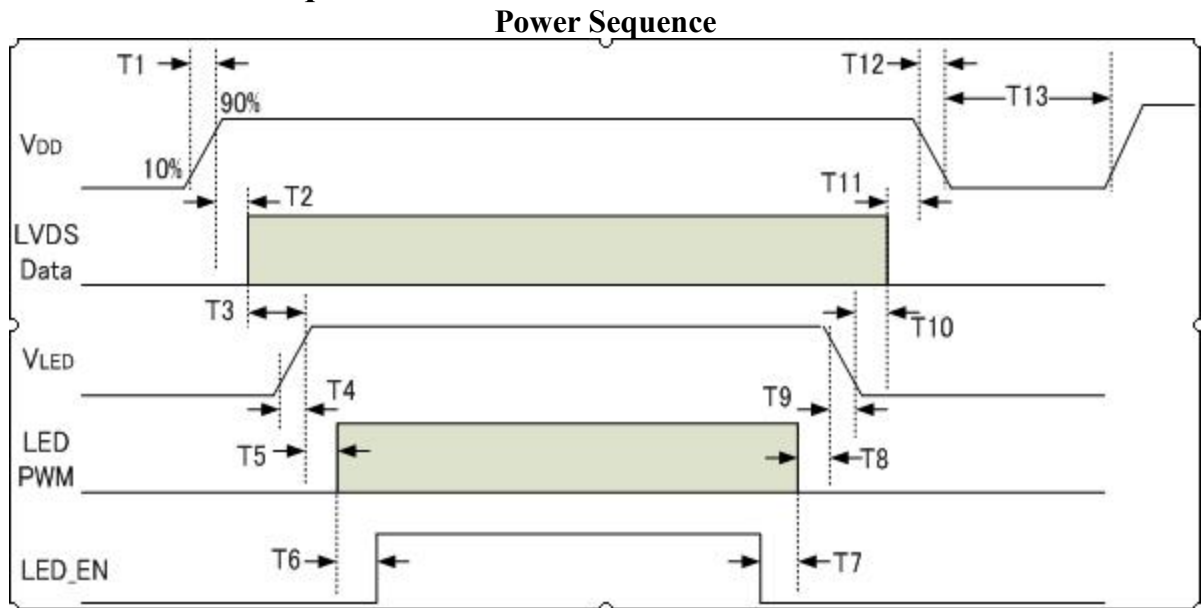 Power Sequence
T1
T12
T13
90%
VDD
10%
T2
T11
LVDS
Data
T3
T10
VLED
T4
T9
LED
PWM
T5
T8
LED_EN
T6
T7